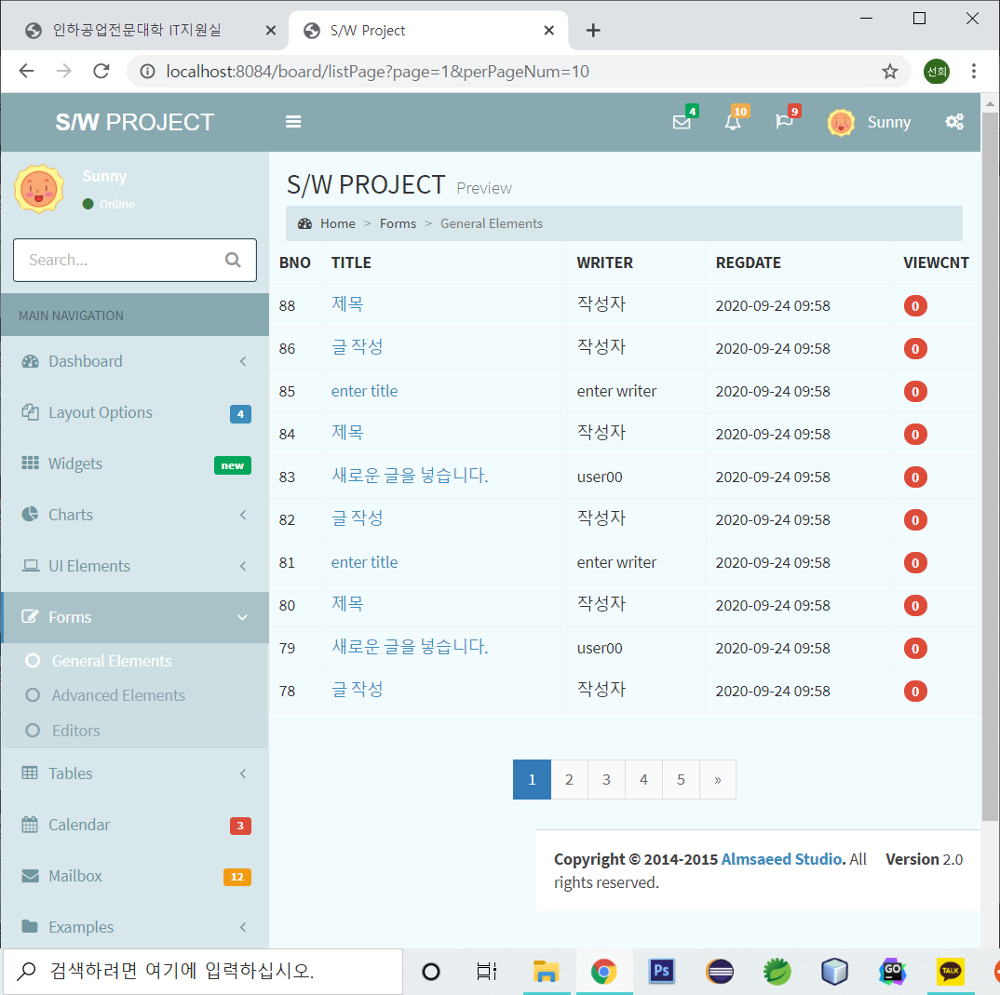 인하공업전문대학 IT지원실
S/W Project
localhost:8084/board/listPage?page=1&perPageNum=10
선희
S/W PROJECT
4
10
9
Sunny
Sunny
Online
Search...
MAIN NAVIGATION
Dashboard
Layout Options 4
Widgets new
Charts
UI Elements
Forms
General Elements
Advanced Elements
Editors
Tables
Calendar 3
Mailbox 12
Examples
S/W PROJECT Preview
Home > Forms > General Elements
BNO TITLE WRITER REGDATE VIEWCNT
88 제목 작성자 2020-09-24 09:58 0
86 글 작성 작성자 2020-09-24 09:58 0
85 enter title enter writer 2020-09-24 09:58 0
84 제목 작성자 2020-09-24 09:58 0
83 새로운 글을 넣습니다. user00 2020-09-24 09:58 0
82 글 작성 작성자 2020-09-24 09:58 0
81 enter title enter writer 2020-09-24 09:58 0
80 제목 작성자 2020-09-24 09:58 0
79 새로운 글을 넣습니다. user00 2020-09-24 09:58 0
78 글 작성 작성자 2020-09-24 09:58 0
1 2 3 4 5 »
Copyright © 2014-2015 Almsaeed Studio. All Version 2.0
rights reserved.
검색하려면 여기에 입력하십시오.
Ps
GO
TALK